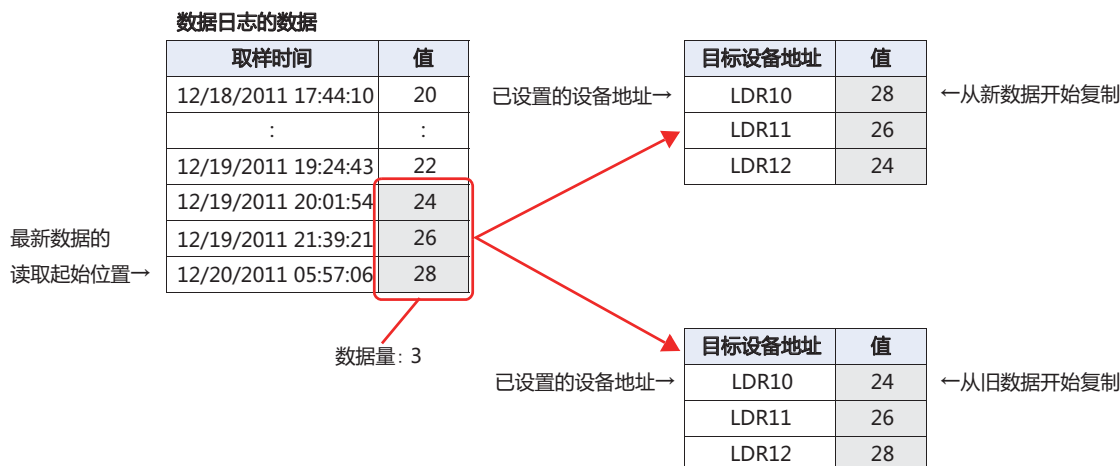 数据日志的数据
取样时间 值
12/18/2011 17:44:10 20
: :
12/19/2011 19:24:43 22
12/19/2011 20:01:54 24
12/19/2011 21:39:21 26
12/20/2011 05:57:06 28
最新数据的
读取起始位置→
数据量: 3
目标设备地址 值
已设置的设备地址→ LDR10 28 ←从新数据开始复制
LDR11 26
LDR12 24
目标设备地址 值
已设置的设备地址→ LDR10 24 ←从旧数据开始复制
LDR11 26
LDR12 28